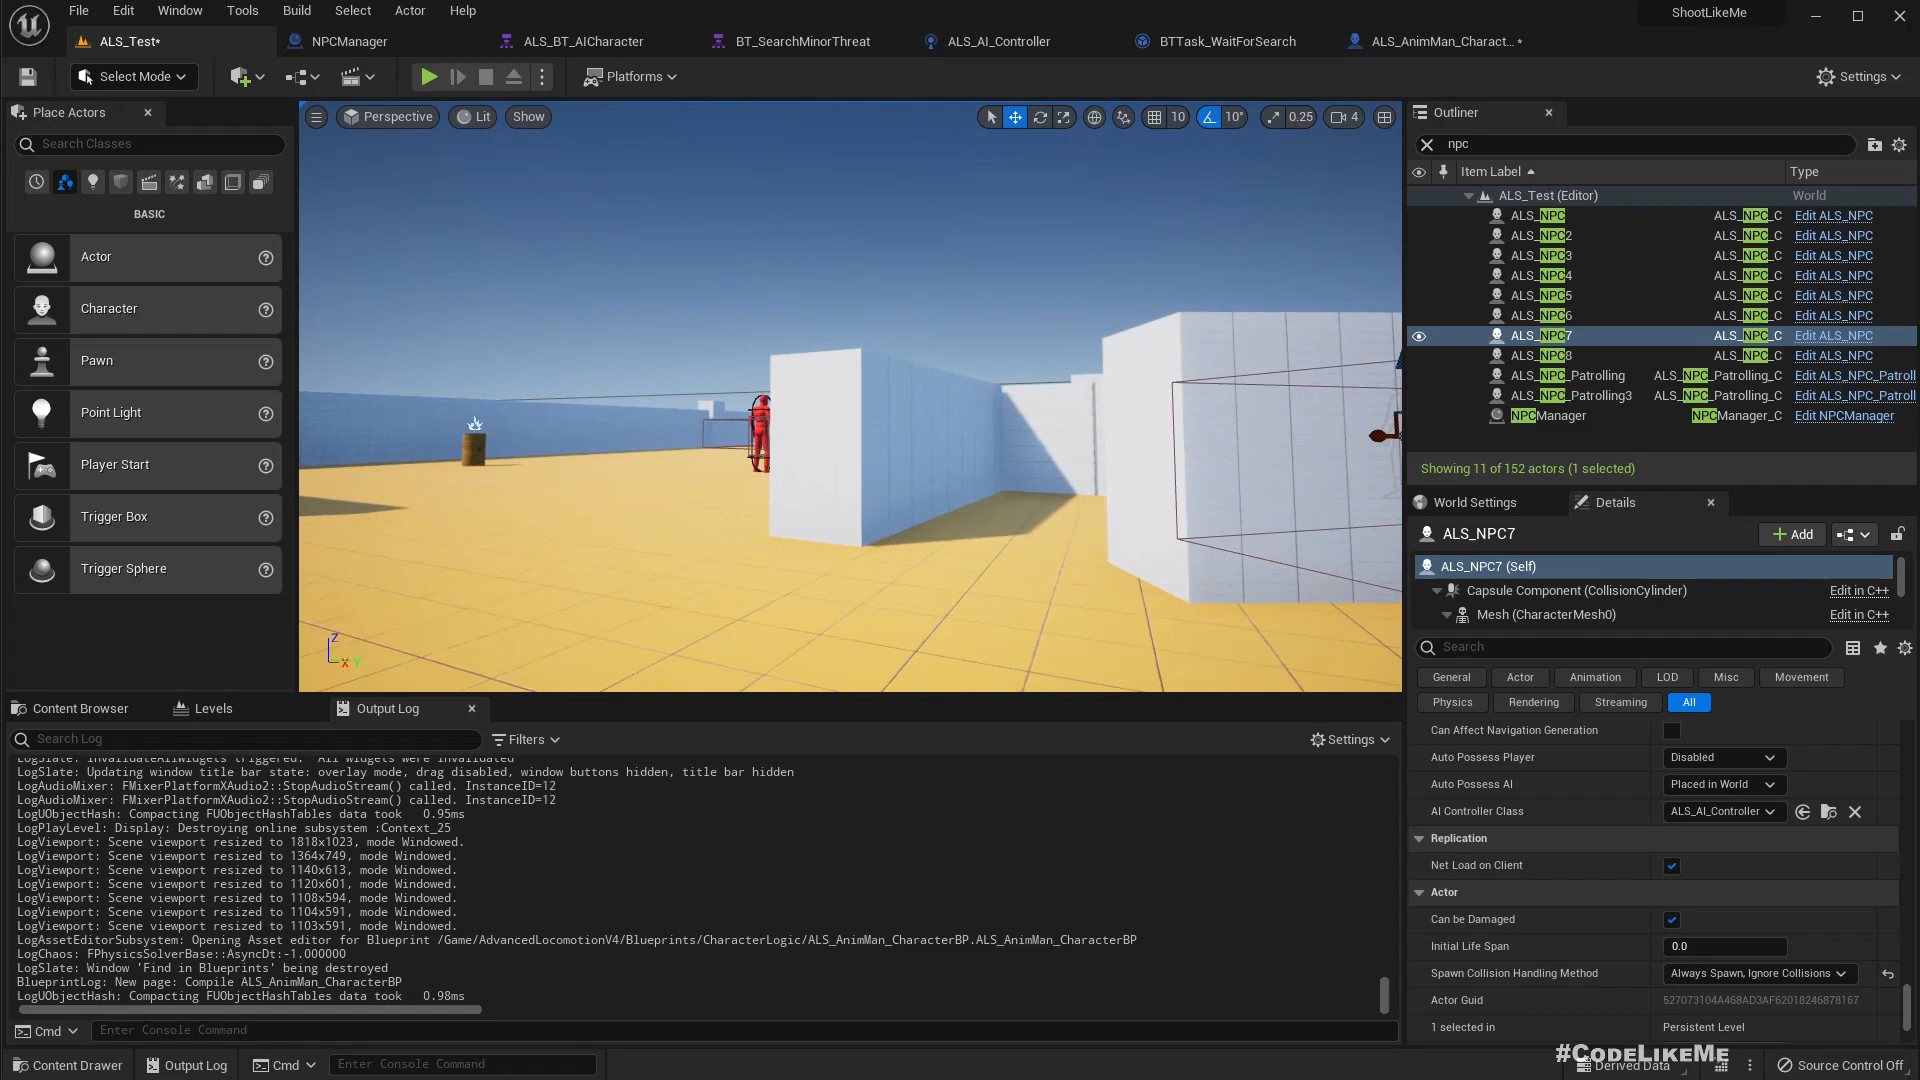 File Edit Window Tools Build Select Actor Help
ShootLikeMe
ALS_Test*
NPCManager
ALS_BT_AICharacter
BT_SearchMinorThreat
ALS_AI_Controller
BTTask_WaitForSearch
ALS_AnimMan_Charact... *
Select Mode
Platforms
Settings
Place Actors
Search Classes
BASIC
Actor
Character
Pawn
Point Light
Player Start
Trigger Box
Trigger Sphere
Perspective
Lit
Show
10
10°
0.25
4
Z
X
Y
Outliner
npc
Item Label
Type
ALS_Test (Editor) World
ALS_NPC ALS_NPC_C Edit ALS_NPC
ALS_NPC2 ALS_NPC_C Edit ALS_NPC
ALS_NPC3 ALS_NPC_C Edit ALS_NPC
ALS_NPC4 ALS_NPC_C Edit ALS_NPC
ALS_NPC5 ALS_NPC_C Edit ALS_NPC
ALS_NPC6 ALS_NPC_C Edit ALS_NPC
ALS_NPC7 ALS_NPC_C Edit ALS_NPC
ALS_NPC8 ALS_NPC_C Edit ALS_NPC
ALS_NPC_Patrolling ALS_NPC_Patrolling_C Edit ALS_NPC_Patroll
ALS_NPC_Patrolling3 ALS_NPC_Patrolling_C Edit ALS_NPC_Patroll
NPCManager NPCManager_C Edit NPCManager
Showing 11 of 152 actors (1 selected)
World Settings
Details
ALS_NPC7
Add
ALS_NPC7 (Self)
Capsule Component (CollisionCylinder) Edit in C++
Mesh (CharacterMesh0) Edit in C++
Search
General Actor Animation LOD Misc Movement
Physics Rendering Streaming All
Can Affect Navigation Generation
Auto Possess Player Disabled
Auto Possess AI Placed in World
AI Controller Class ALS_AI_Controller
Replication
Net Load on Client
Actor
Can be Damaged
Initial Life Span 0.0
Spawn Collision Handling Method Always Spawn, Ignore Collisions
Actor Guid 527073104A468AD3AF62018246878167
1 selected in Persistent Level
Content Browser
Levels
Output Log
Search Log
Filters
Settings
LogSlate: InvalidateAllWidgets triggered. All widgets were invalidated
LogSlate: Updating window title bar state: overlay mode, drag disabled, window buttons hidden, title bar hidden
LogAudioMixer: FMixerPlatformXAudio2::StopAudioStream() called. InstanceID=12
LogAudioMixer: FMixerPlatformXAudio2::StopAudioStream() called. InstanceID=12
LogUObjectHash: Compacting FUObjectHashTables data took 0.95ms
LogPlayLevel: Display: Destroying online subsystem :Context_25
LogViewport: Scene viewport resized to 1818x1023, mode Windowed.
LogViewport: Scene viewport resized to 1364x749, mode Windowed.
LogViewport: Scene viewport resized to 1140x613, mode Windowed.
LogViewport: Scene viewport resized to 1120x601, mode Windowed.
LogViewport: Scene viewport resized to 1108x594, mode Windowed.
LogViewport: Scene viewport resized to 1104x591, mode Windowed.
LogViewport: Scene viewport resized to 1103x591, mode Windowed.
LogAssetEditorSubsystem: Opening Asset editor for Blueprint /Game/AdvancedLocomotionV4/Blueprints/CharacterLogic/ALS_AnimMan_CharacterBP.ALS_AnimMan_CharacterBP
LogChaos: FPhysicsSolverBase::AsyncDt:-1.000000
LogSlate: Window 'Find in Blueprints' being destroyed
BlueprintLog: New page: Compile ALS_AnimMan_CharacterBP
LogUObjectHash: Compacting FUObjectHashTables data took 0.98ms
Cmd
Enter Console Command
Content Drawer
Output Log
Cmd
Enter Console Command
#CodeLikeMe
Derived Data
Source Control Off